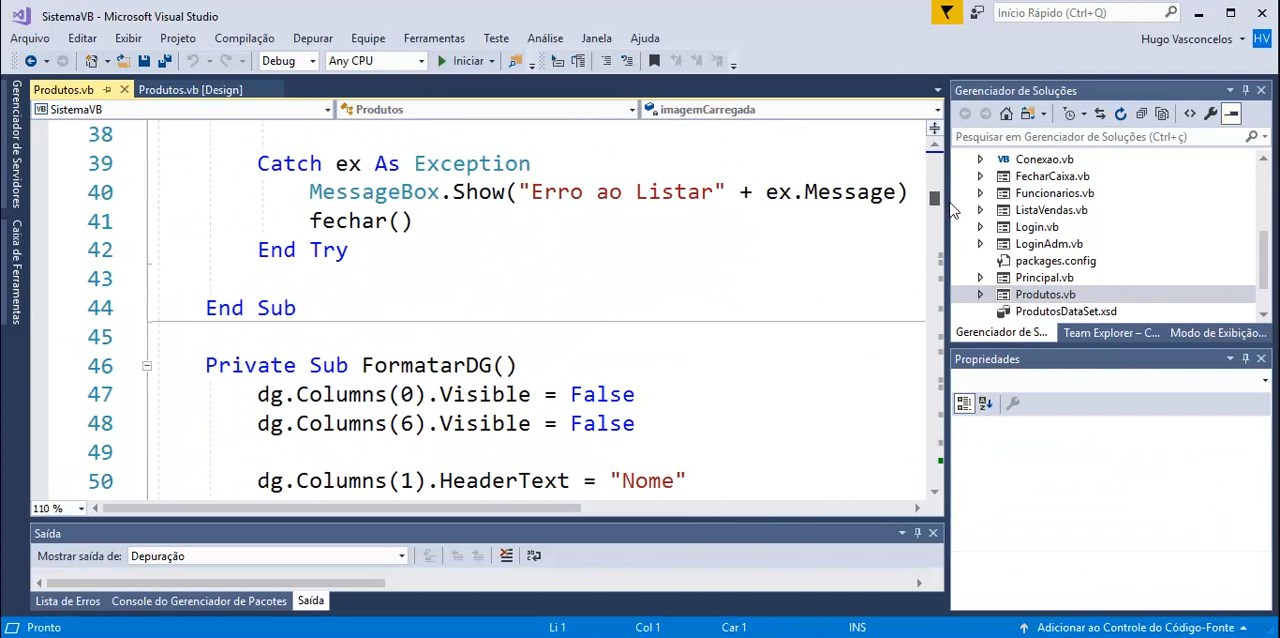 SistemaVB - Microsoft Visual Studio
Início Rápido (Ctrl+Q)
Arquivo Editar Exibir Projeto Compilação Depurar Equipe Ferramentas Teste Análise Janela Ajuda
Hugo Vasconcelos HV
Debug Any CPU Iniciar
Produtos.vb Produtos.vb [Design]
SistemaVB Produtos imagemCarregada
Gerenciador de Servidores
Caixa de Ferramentas
38
39 Catch ex As Exception
40 MessageBox.Show("Erro ao Listar" + ex.Message)
41 fechar()
42 End Try
43
44 End Sub
45
46 Private Sub FormatarDG()
47 dg.Columns(0).Visible = False
48 dg.Columns(6).Visible = False
49
50 dg.Columns(1).HeaderText = "Nome"
110 %
Gerenciador de Soluções
Pesquisar em Gerenciador de Soluções (Ctrl+ç)
VB Conexao.vb
FecharCaixa.vb
Funcionarios.vb
ListaVendas.vb
Login.vb
LoginAdm.vb
packages.config
Principal.vb
Produtos.vb
ProdutosDataSet.xsd
Gerenciador de S... Team Explorer – C... Modo de Exibição...
Propriedades
Saída
Mostrar saída de: Depuração
Lista de Erros Console do Gerenciador de Pacotes Saída
Pronto Li 1 Col 1 Car 1 INS Adicionar ao Controle do Código-Fonte